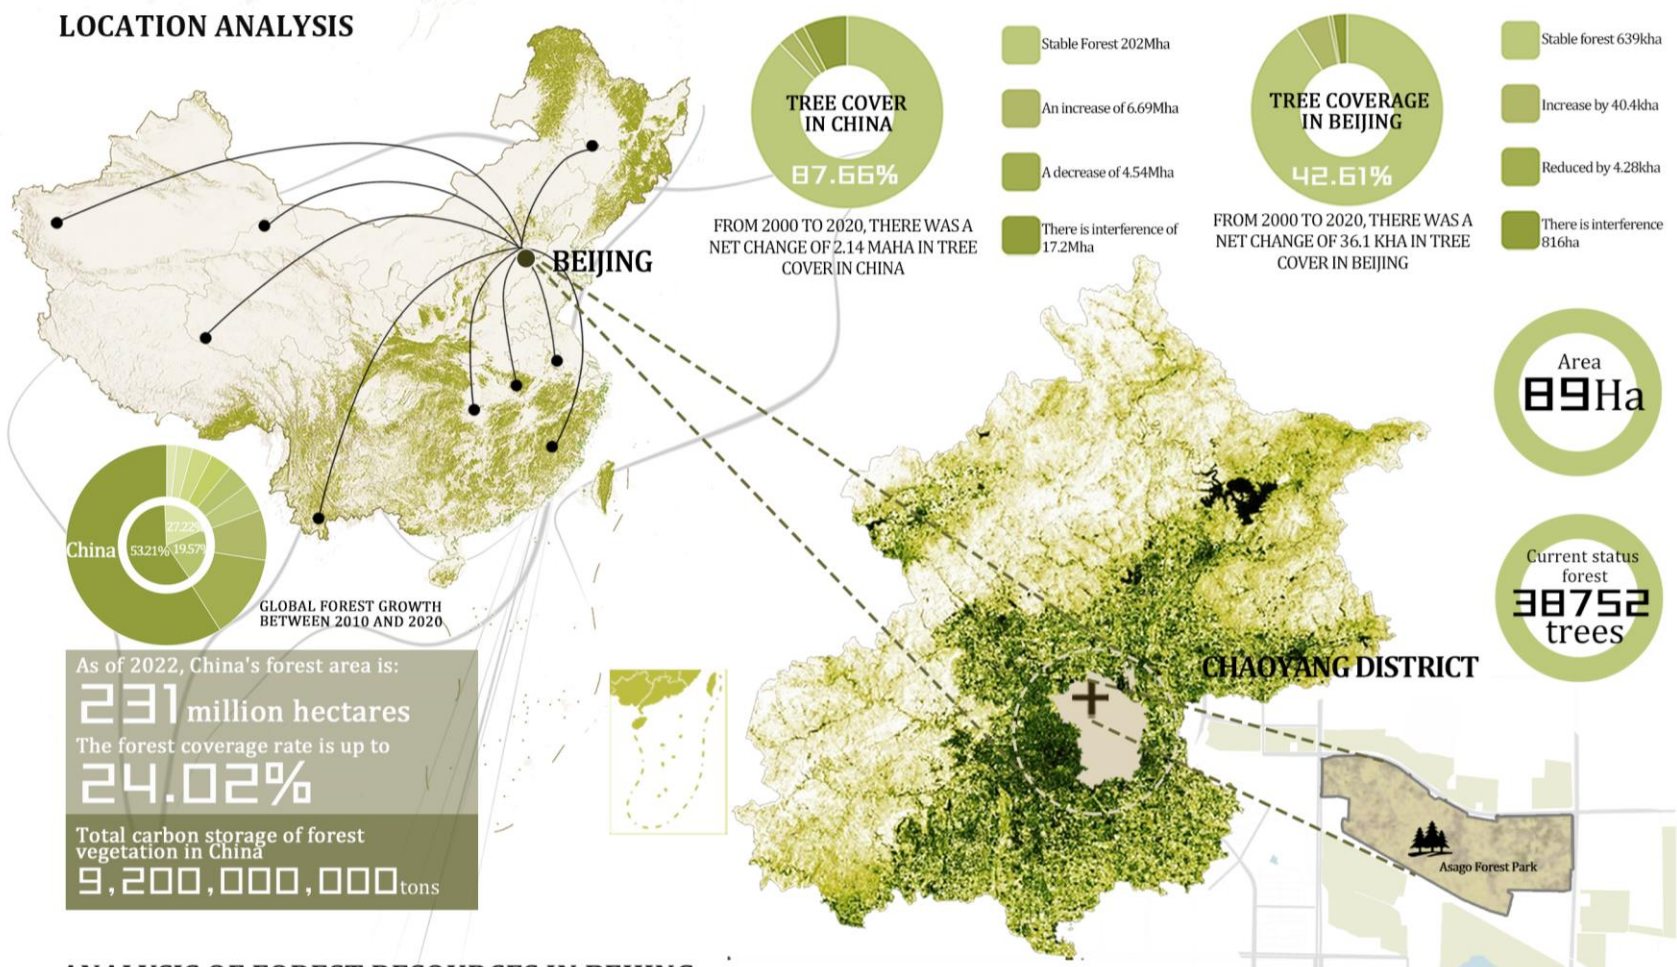 LOCATION ANALYSIS
TREE COVER
IN CHINA
87.66%
FROM 2000 TO 2020, THERE WAS A
NET CHANGE OF 2.14 MAHA IN TREE
COVER IN CHINA
Stable Forest 202Mha
An increase of 6.69Mha
A decrease of 4.54Mha
There is interference of
17.2Mha
TREE COVERAGE
IN BEIJING
42.61%
FROM 2000 TO 2020, THERE WAS A
NET CHANGE OF 36.1 KHA IN TREE
COVER IN BEIJING
Stable forest 639kha
Increase by 40.4kha
Reduced by 4.28kha
There is interference
816ha
BEIJING
Area
89Ha
Current status
forest
38752
trees
China
53.21%
27.22%
19.57%
GLOBAL FOREST GROWTH
BETWEEN 2010 AND 2020
As of 2022, China's forest area is:
231 million hectares
The forest coverage rate is up to
24.02%
Total carbon storage of forest
vegetation in China
9,200,000,000tons
CHAOYANG DISTRICT
Asago Forest Park
ANALYSIS OF FOREST RESOURCES IN BEIJING